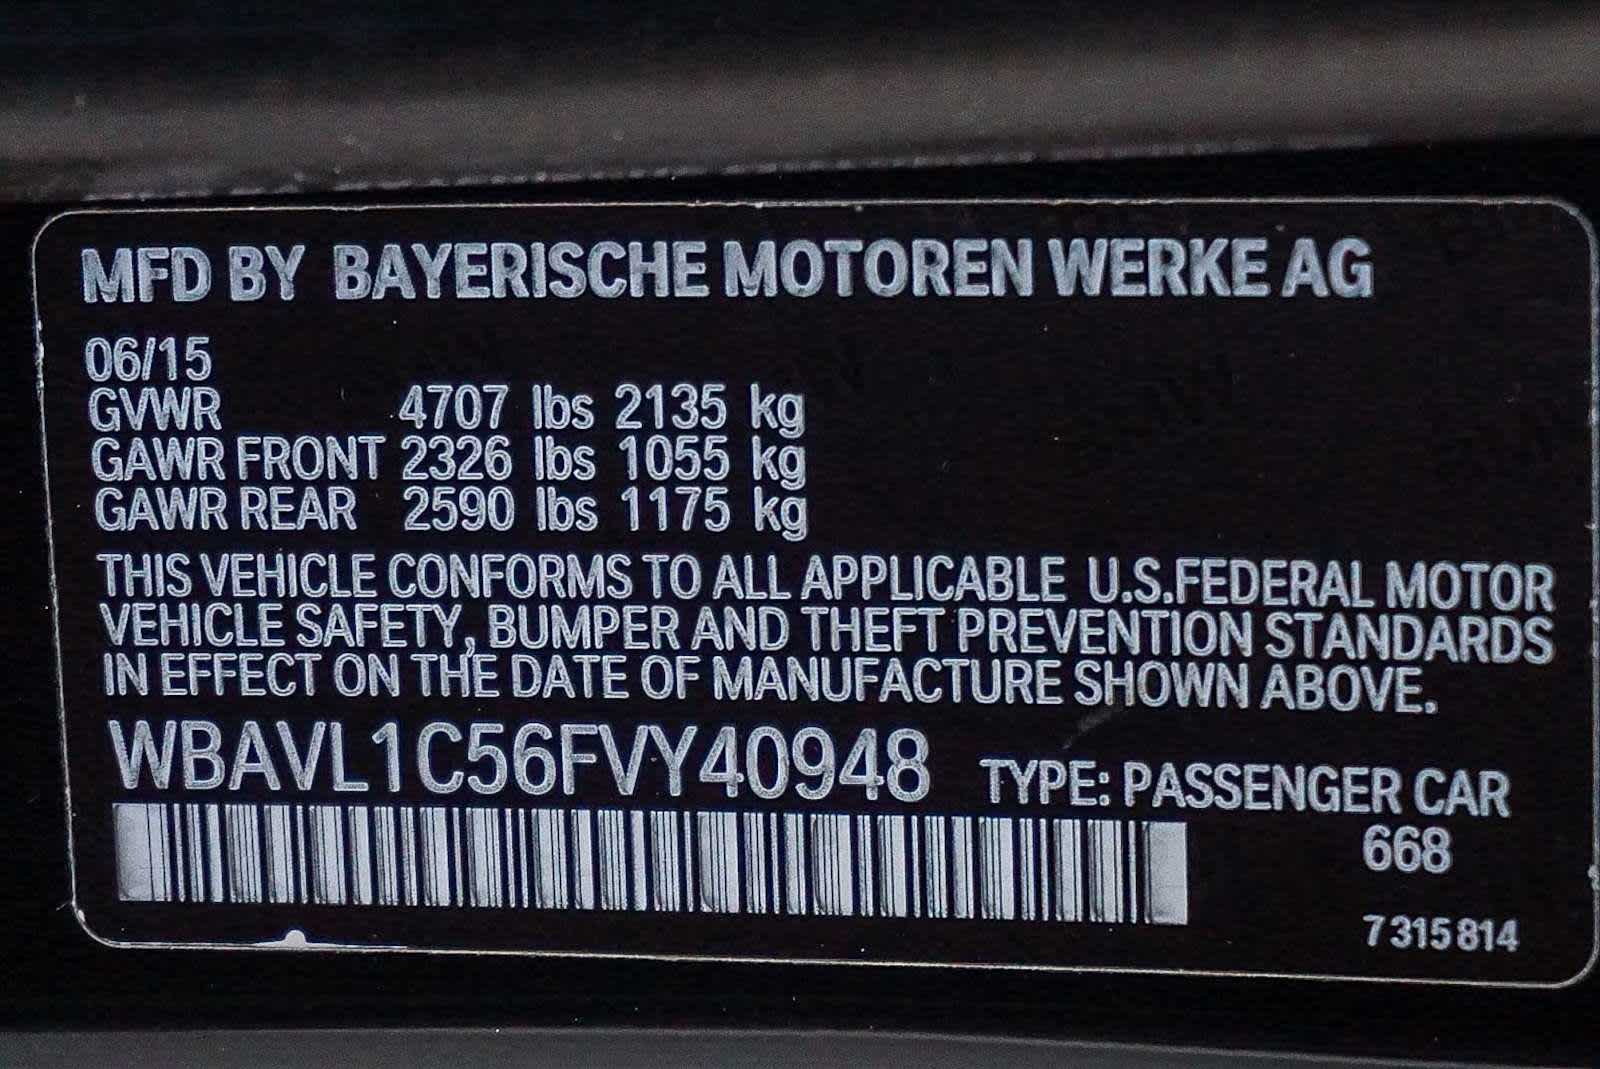 MFD BY BAYERISCHE MOTOREN WERKE AG
06/15
GVWR 4707 lbs 2135 kg
GAWR FRONT 2326 lbs 1055 kg
GAWR REAR 2590 lbs 1175 kg
THIS VEHICLE CONFORMS TO ALL APPLICABLE U.S.FEDERAL MOTOR
VEHICLE SAFETY, BUMPER AND THEFT PREVENTION STANDARDS
IN EFFECT ON THE DATE OF MANUFACTURE SHOWN ABOVE.
WBAVL1C56FVY40948 TYPE: PASSENGER CAR
668
7315814